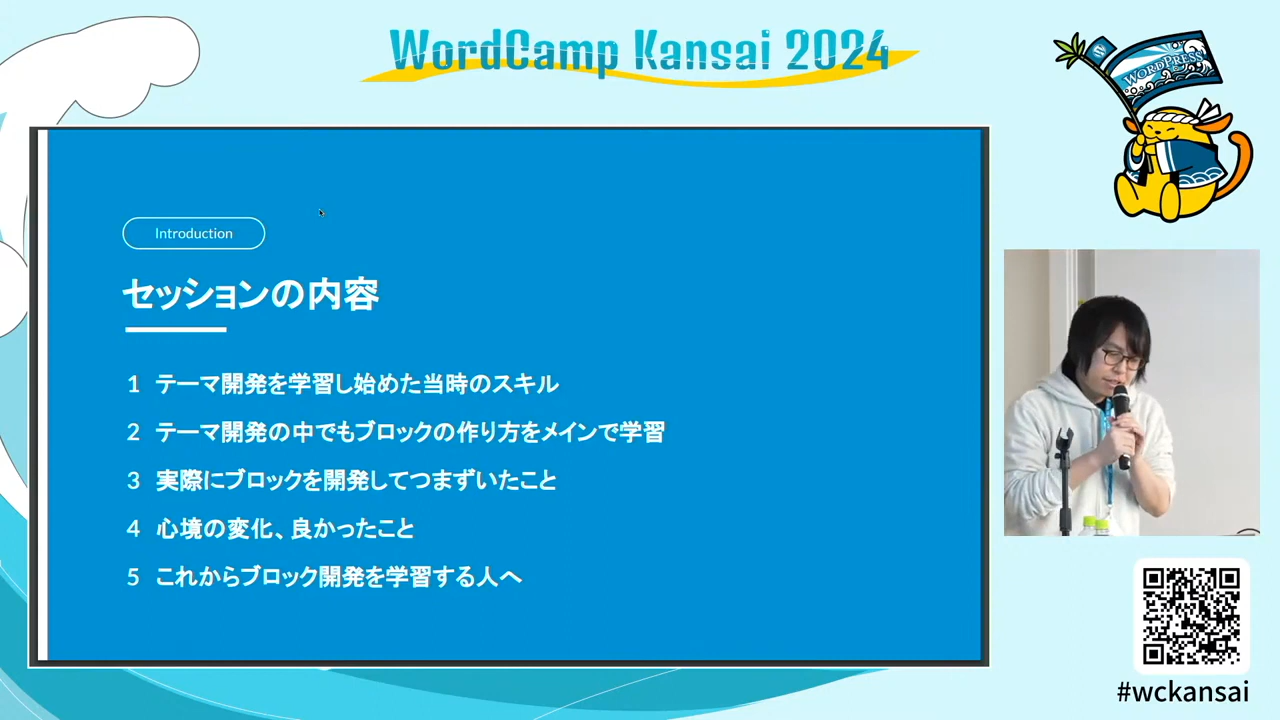 WordCamp Kansai 2024
W
WORDPRESS
Introduction
セッションの内容
1 テーマ開発を学習し始めた当時のスキル
2 テーマ開発の中でもブロックの作り方をメインで学習
3 実際にブロックを開発してつまずいたこと
4 心境の変化、良かったこと
5 これからブロック開発を学習する人へ
#wckansai